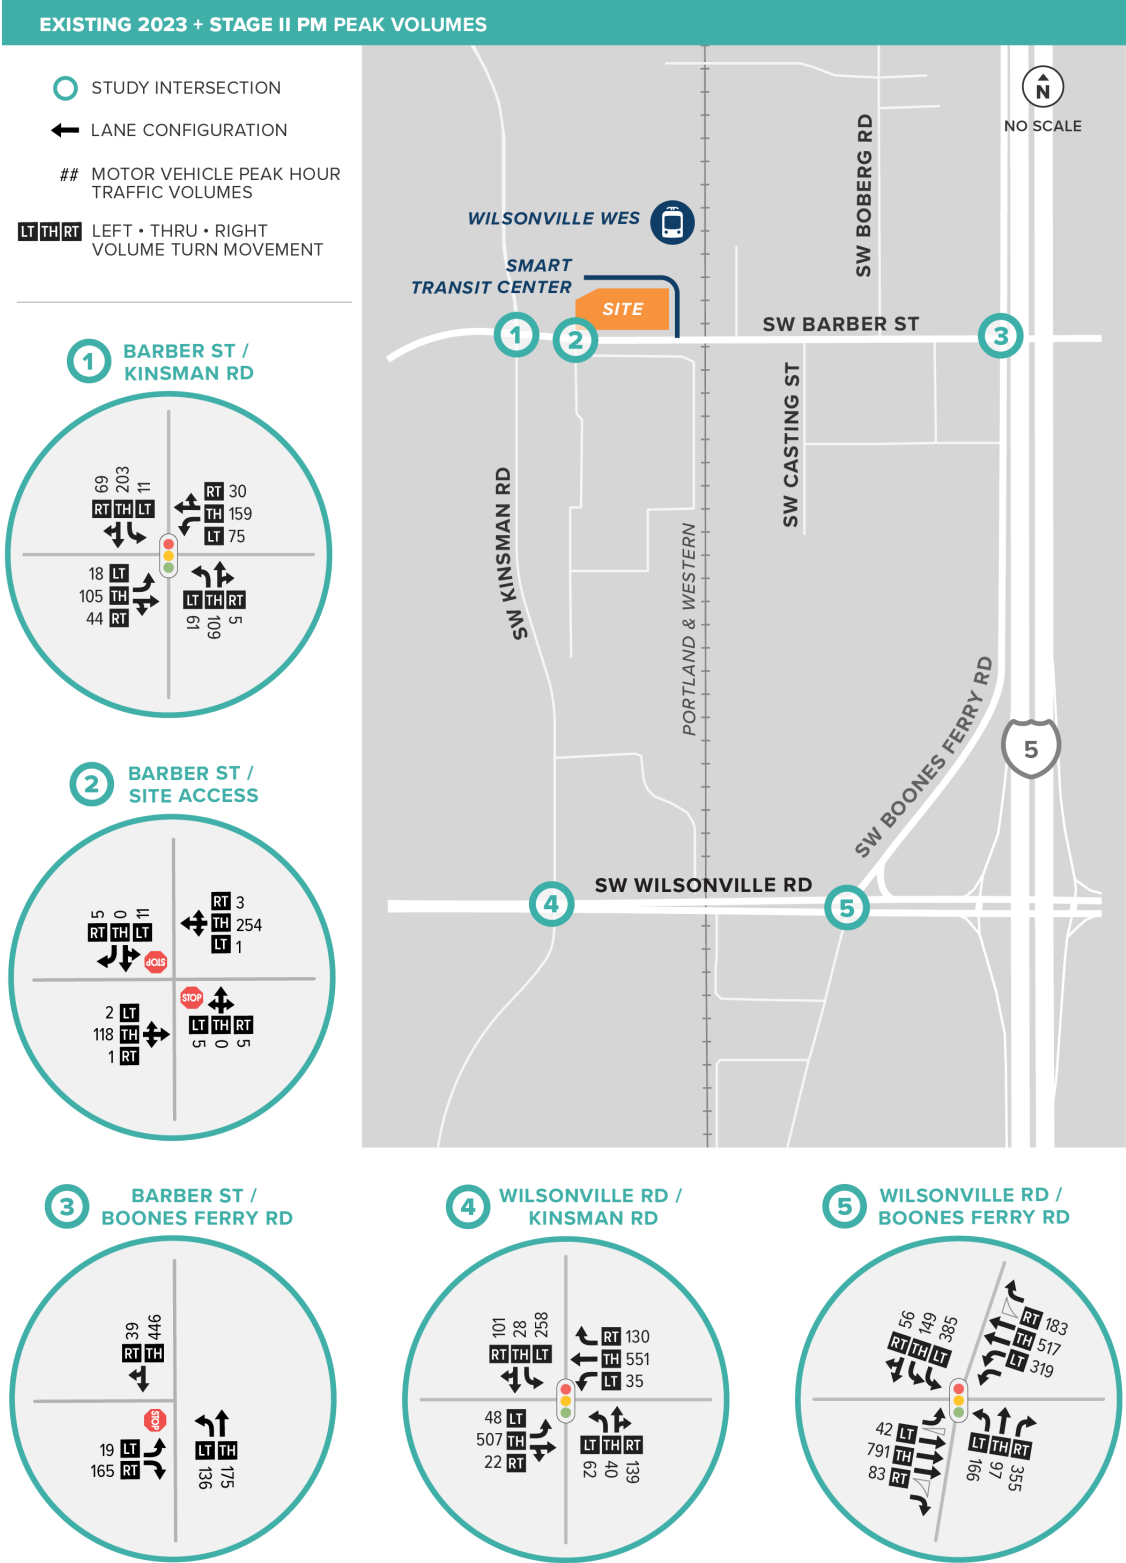 EXISTING 2023 + STAGE II PM PEAK VOLUMES
STUDY INTERSECTION
LANE CONFIGURATION
## MOTOR VEHICLE PEAK HOUR
TRAFFIC VOLUMES
LT TH RT LEFT • THRU • RIGHT
VOLUME TURN MOVEMENT
N
NO SCALE
SW BOBERG RD
WILSONVILLE WES
SMART
TRANSIT CENTER
SITE
SW BARBER ST
1
2
3
SW CASTING ST
SW KINSMAN RD
PORTLAND & WESTERN
SW BOONES FERRY RD
5
SW WILSONVILLE RD
4
5
1 BARBER ST /
KINSMAN RD
69 203 11
RT TH LT
RT 30
TH 159
LT 75
18 LT
105 TH
44 RT
LT TH RT
61 109 5
2 BARBER ST /
SITE ACCESS
5 0 11
RT TH LT
STOP
RT 3
TH 254
LT 1
2 LT
118 TH
1 RT
STOP
LT TH RT
5 0 5
3 BARBER ST /
BOONES FERRY RD
39 446
RT TH
STOP
19 LT
165 RT
LT TH
136 175
4 WILSONVILLE RD /
KINSMAN RD
101 28 258
RT TH LT
RT 130
TH 551
LT 35
48 LT
507 TH
22 RT
LT TH RT
62 40 139
5 WILSONVILLE RD /
BOONES FERRY RD
56 149 385
RT TH LT
RT 183
TH 517
LT 319
42 LT
791 TH
83 RT
LT TH RT
166 97 355